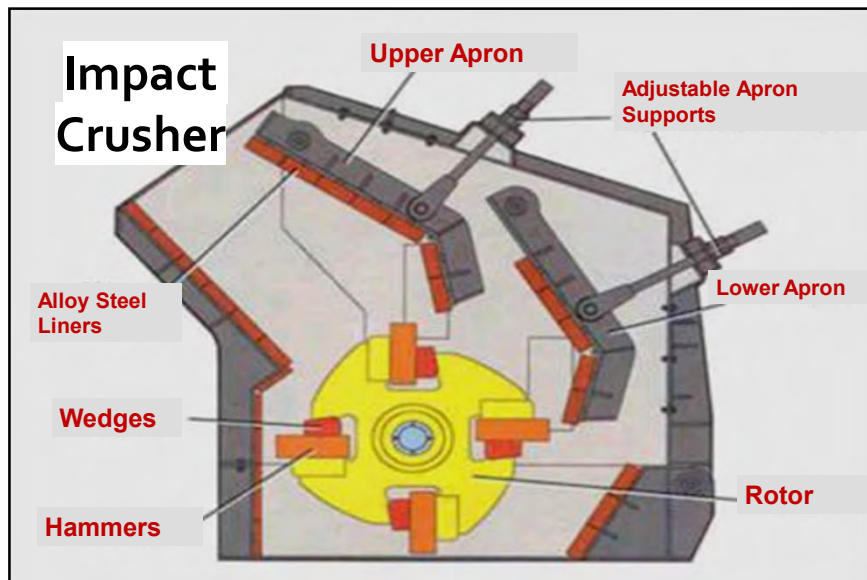 Impact
Crusher
Upper Apron
Adjustable Apron
Supports
Alloy Steel
Liners
Lower Apron
Wedges
Hammers
Rotor